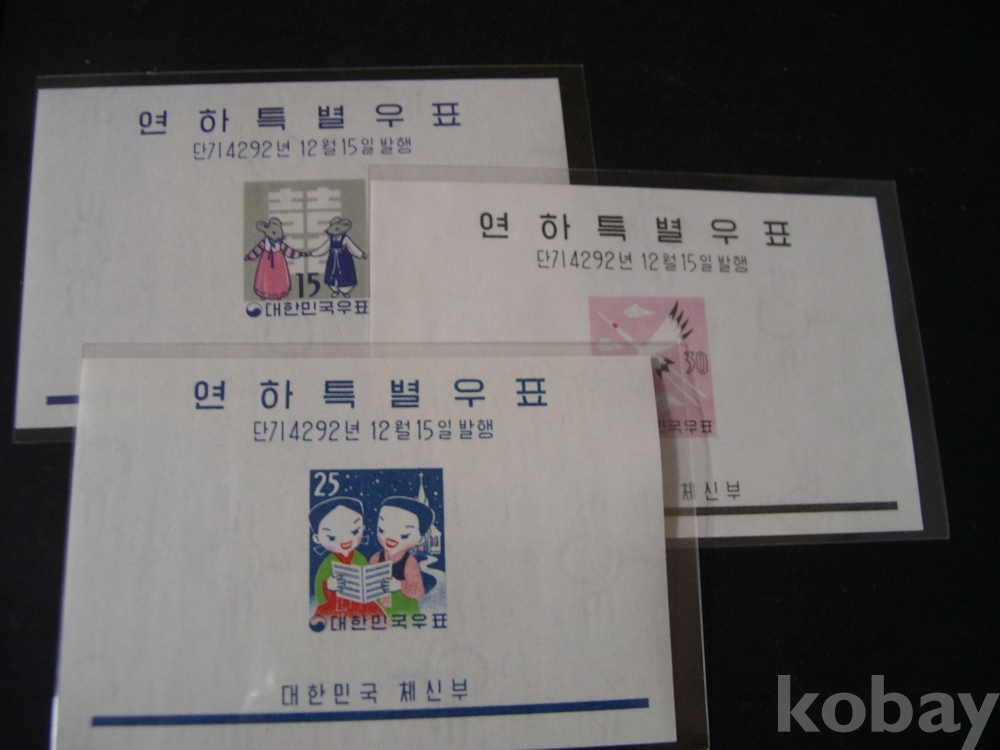 연하특별우표
단기4292년 12월15일발행
囍
15
대한민국우표
연하특별우표
단기4292년 12월15일발행
30
국우표
체신부
연하특별우표
단기4292년 12월15일발행
25
대한민국우표
대한민국 체신부
kobay